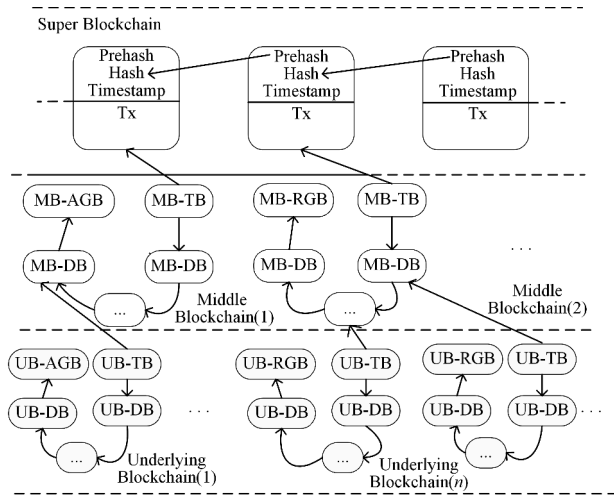 Super Blockchain
Prehash
Hash
Timestamp
Tx
Prehash
Hash
Timestamp
Tx
Prehash
Hash
Timestamp
Tx
MB-AGB
MB-TB
MB-RGB
MB-TB
MB-DB
MB-DB
MB-DB
MB-DB
...
...
...
Middle
Blockchain(1)
Middle
Blockchain(2)
UB-AGB
UB-TB
UB-RGB
UB-TB
UB-RGB
UB-TB
UB-DB
UB-DB
...
UB-DB
UB-DB
UB-DB
UB-DB
...
...
...
...
Underlying
Blockchain(1)
Underlying
Blockchain(n)